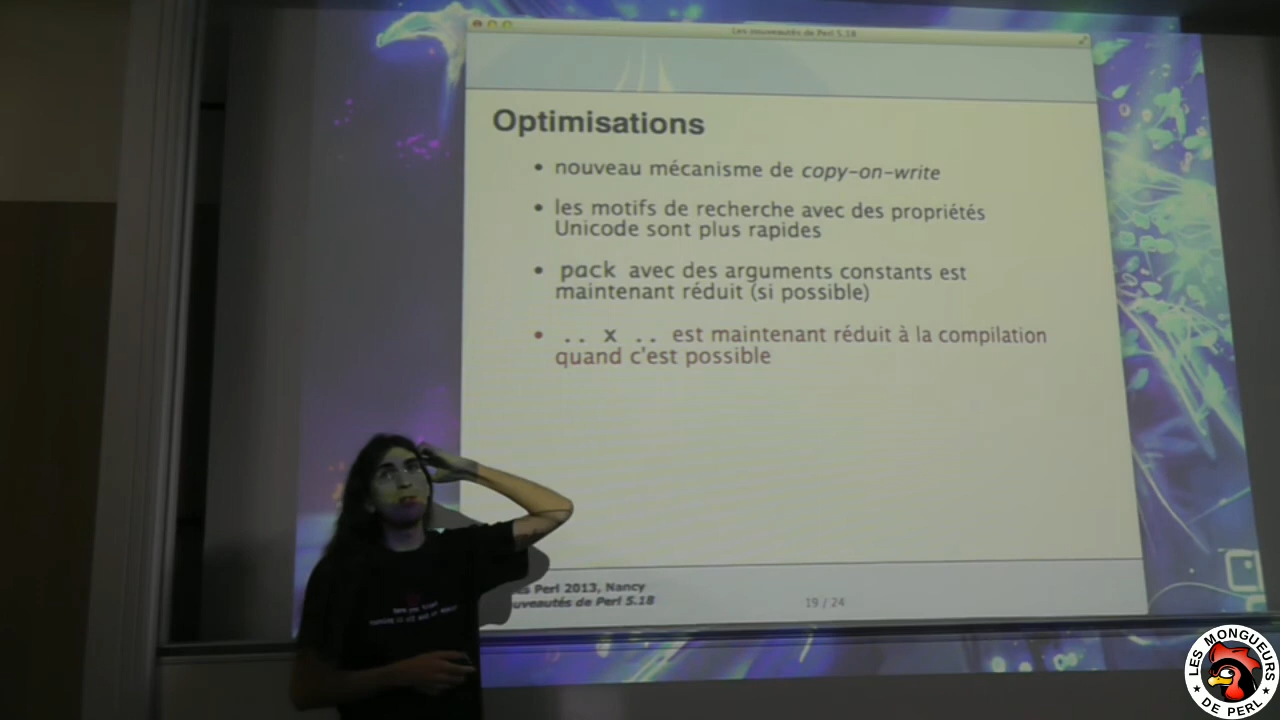 Les nouveautés de Perl 5.18
Optimisations
• nouveau mécanisme de copy-on-write
• les motifs de recherche avec des propriétés
Unicode sont plus rapides
• pack avec des arguments constants est
maintenant réduit (si possible)
• .. x .. est maintenant réduit à la compilation
quand c'est possible
Perl 2013, Nancy
de Perl 5.18
19 / 24
LES MONGUEURS
★ DE PERL ★